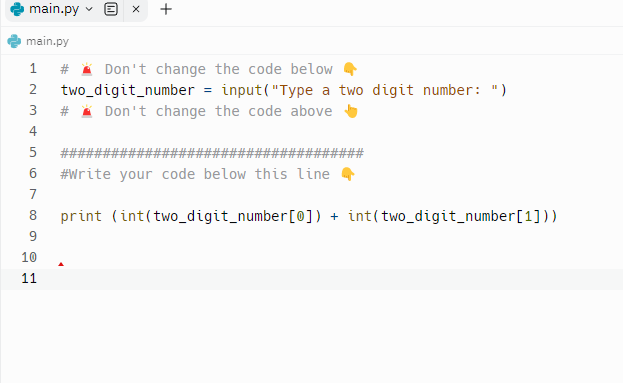 main.py
main.py
1 # 🚨 Don't change the code below 👇
2 two_digit_number = input("Type a two digit number: ")
3 # 🚨 Don't change the code above 👆
4
5 ####################################
6 #Write your code below this line 👇
7
8 print (int(two_digit_number[0]) + int(two_digit_number[1]))
9
10
11